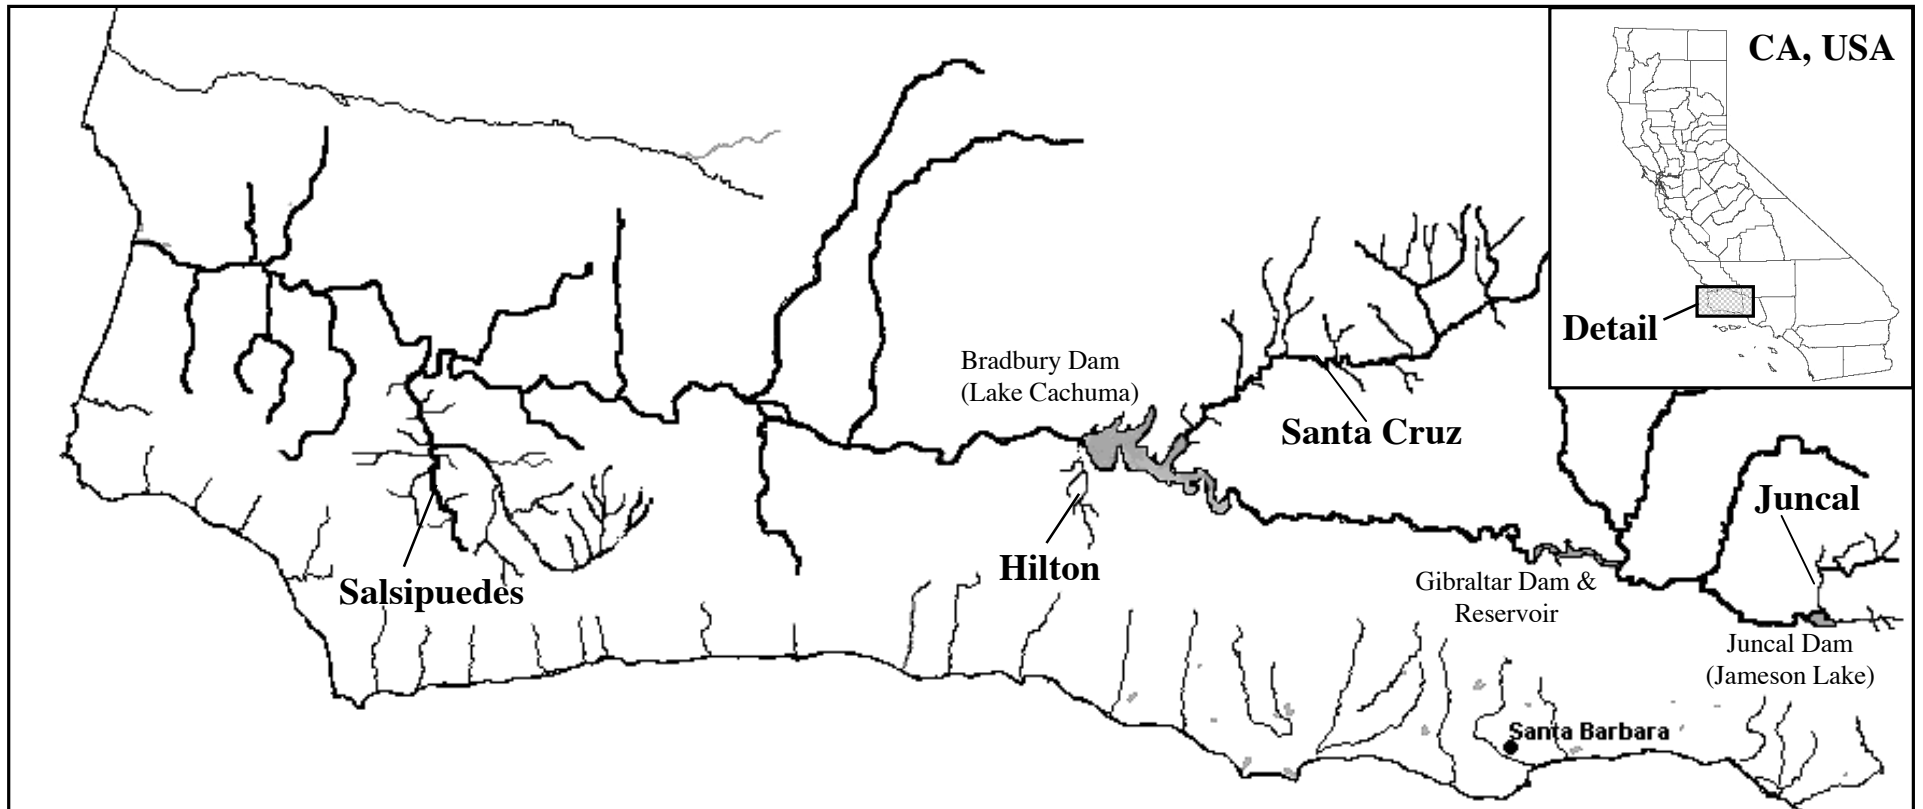 CA, USA
Detail
Bradbury Dam
(Lake Cachuma)
Santa Cruz
Juncal
Hilton
Salsipuedes
Gibraltar Dam &
Reservoir
Juncal Dam
(Jameson Lake)
Santa Barbara